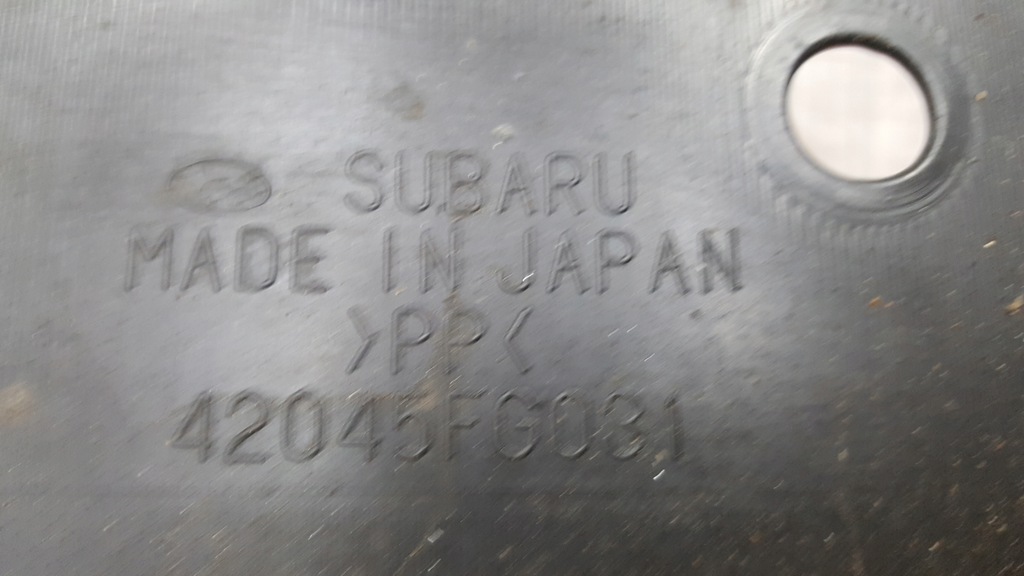 SUBARU
MADE IN JAPAN
>PP<
42045FG031